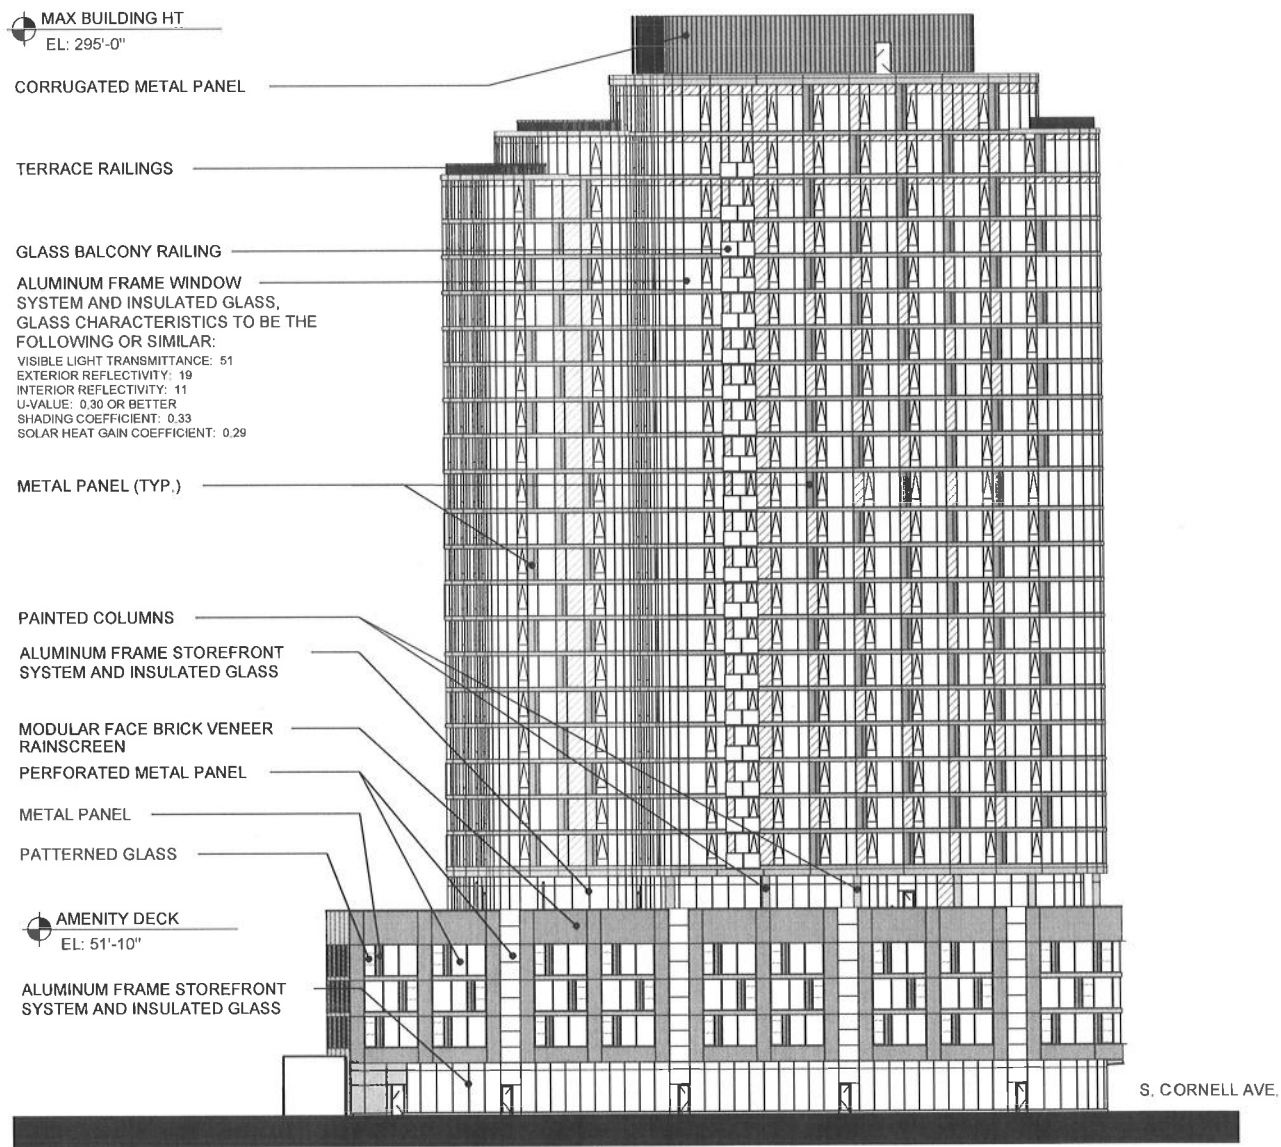 MAX BUILDING HT
EL: 295'-0"
CORRUGATED METAL PANEL
TERRACE RAILINGS
GLASS BALCONY RAILING
ALUMINUM FRAME WINDOW
SYSTEM AND INSULATED GLASS,
GLASS CHARACTERISTICS TO BE THE
FOLLOWING OR SIMILAR:
VISIBLE LIGHT TRANSMITTANCE: 51
EXTERIOR REFLECTIVITY: 19
INTERIOR REFLECTIVITY: 11
U-VALUE: 0.30 OR BETTER
SHADING COEFFICIENT: 0.33
SOLAR HEAT GAIN COEFFICIENT: 0.29
METAL PANEL (TYP.)
PAINTED COLUMNS
ALUMINUM FRAME STOREFRONT
SYSTEM AND INSULATED GLASS
MODULAR FACE BRICK VENEER
RAINSCREEN
PERFORATED METAL PANEL
METAL PANEL
PATTERNED GLASS
AMENITY DECK
EL: 51'-10"
ALUMINUM FRAME STOREFRONT
SYSTEM AND INSULATED GLASS
S. CORNELL AVE.